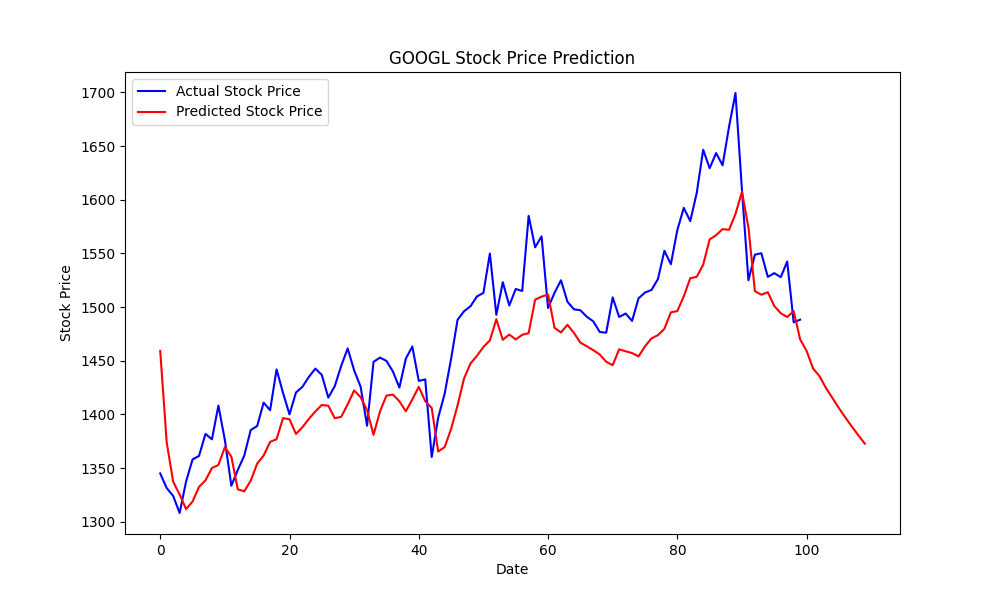 GOOGL Stock Price Prediction
Actual Stock Price
Predicted Stock Price
Stock Price
1700
1650
1600
1550
1500
1450
1400
1350
1300
0 20 40 60 80 100
Date